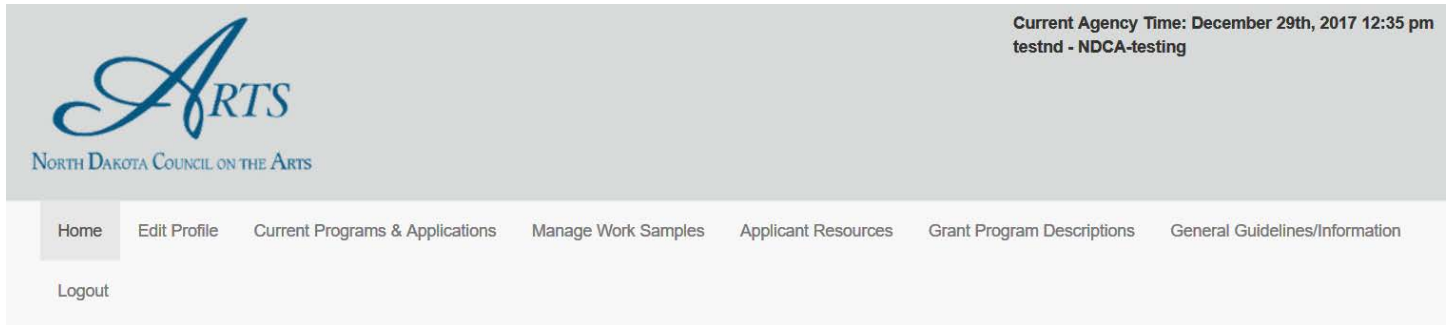 Current Agency Time: December 29th, 2017 12:35 pm
testnd - NDCA-testing
ARTS
NORTH DAKOTA COUNCIL ON THE ARTS
Home Edit Profile Current Programs & Applications Manage Work Samples Applicant Resources Grant Program Descriptions General Guidelines/Information
Logout